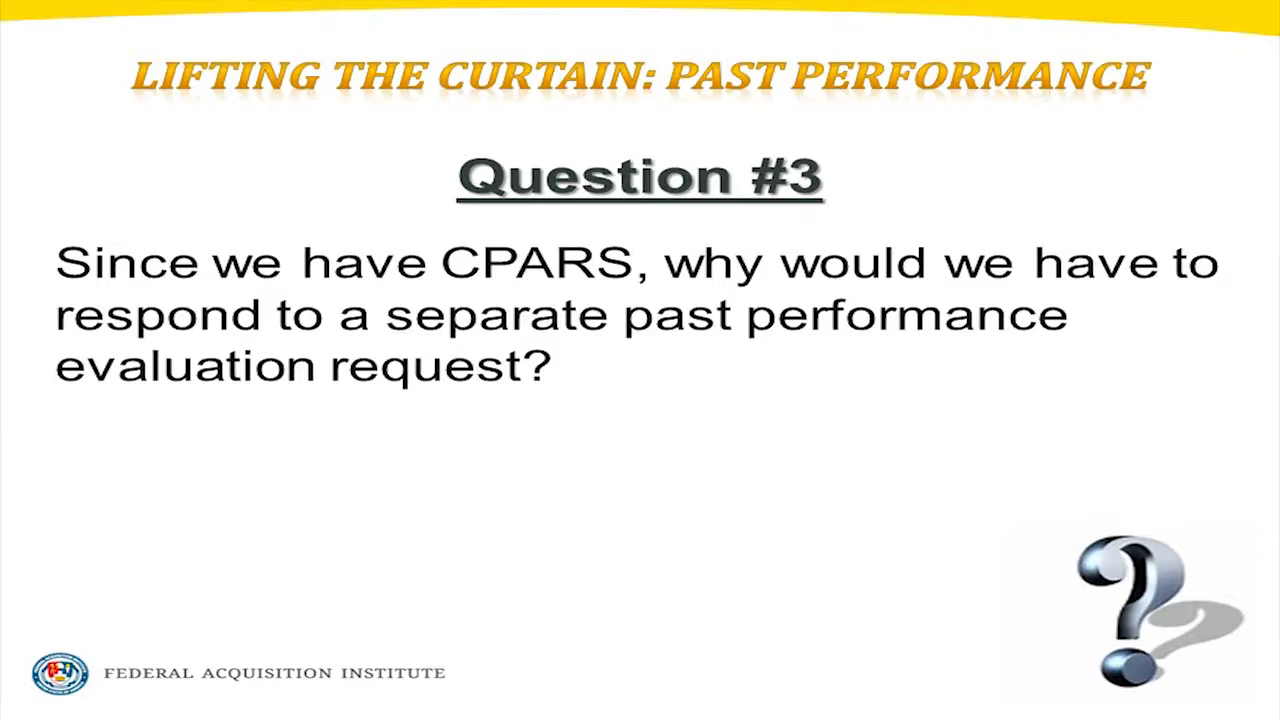 LIFTING THE CURTAIN: PAST PERFORMANCE
Question #3
Since we have CPARS, why would we have to
respond to a separate past performance
evaluation request?
FEDERAL ACQUISITION INSTITUTE